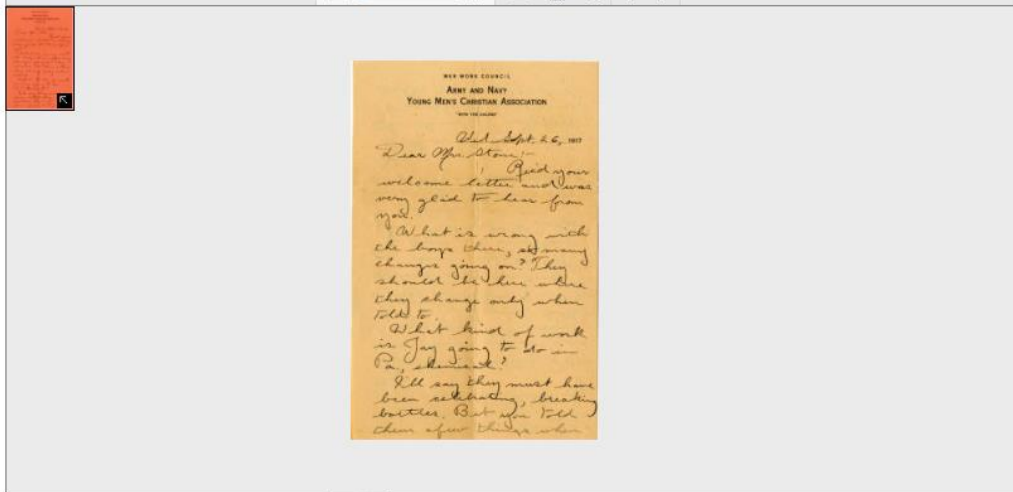 WAR WORK COUNCIL
ARMY AND NAVY
YOUNG MEN'S CHRISTIAN ASSOCIATION
"WITH THE COLORS"
Sept. 26, 1917
Dear Mrs. Stone:-
Rec'd your
welcome letter and was
very glad to hear from
you.
What is wrong with
the boys there, so many
changes going on? They
should be here where
they change only when
told to.
What kind of work
is Jay going to do in
Pa, chemical?
I'll say they must have
been celebrating, breaking
bottles. But you told
them a few things when